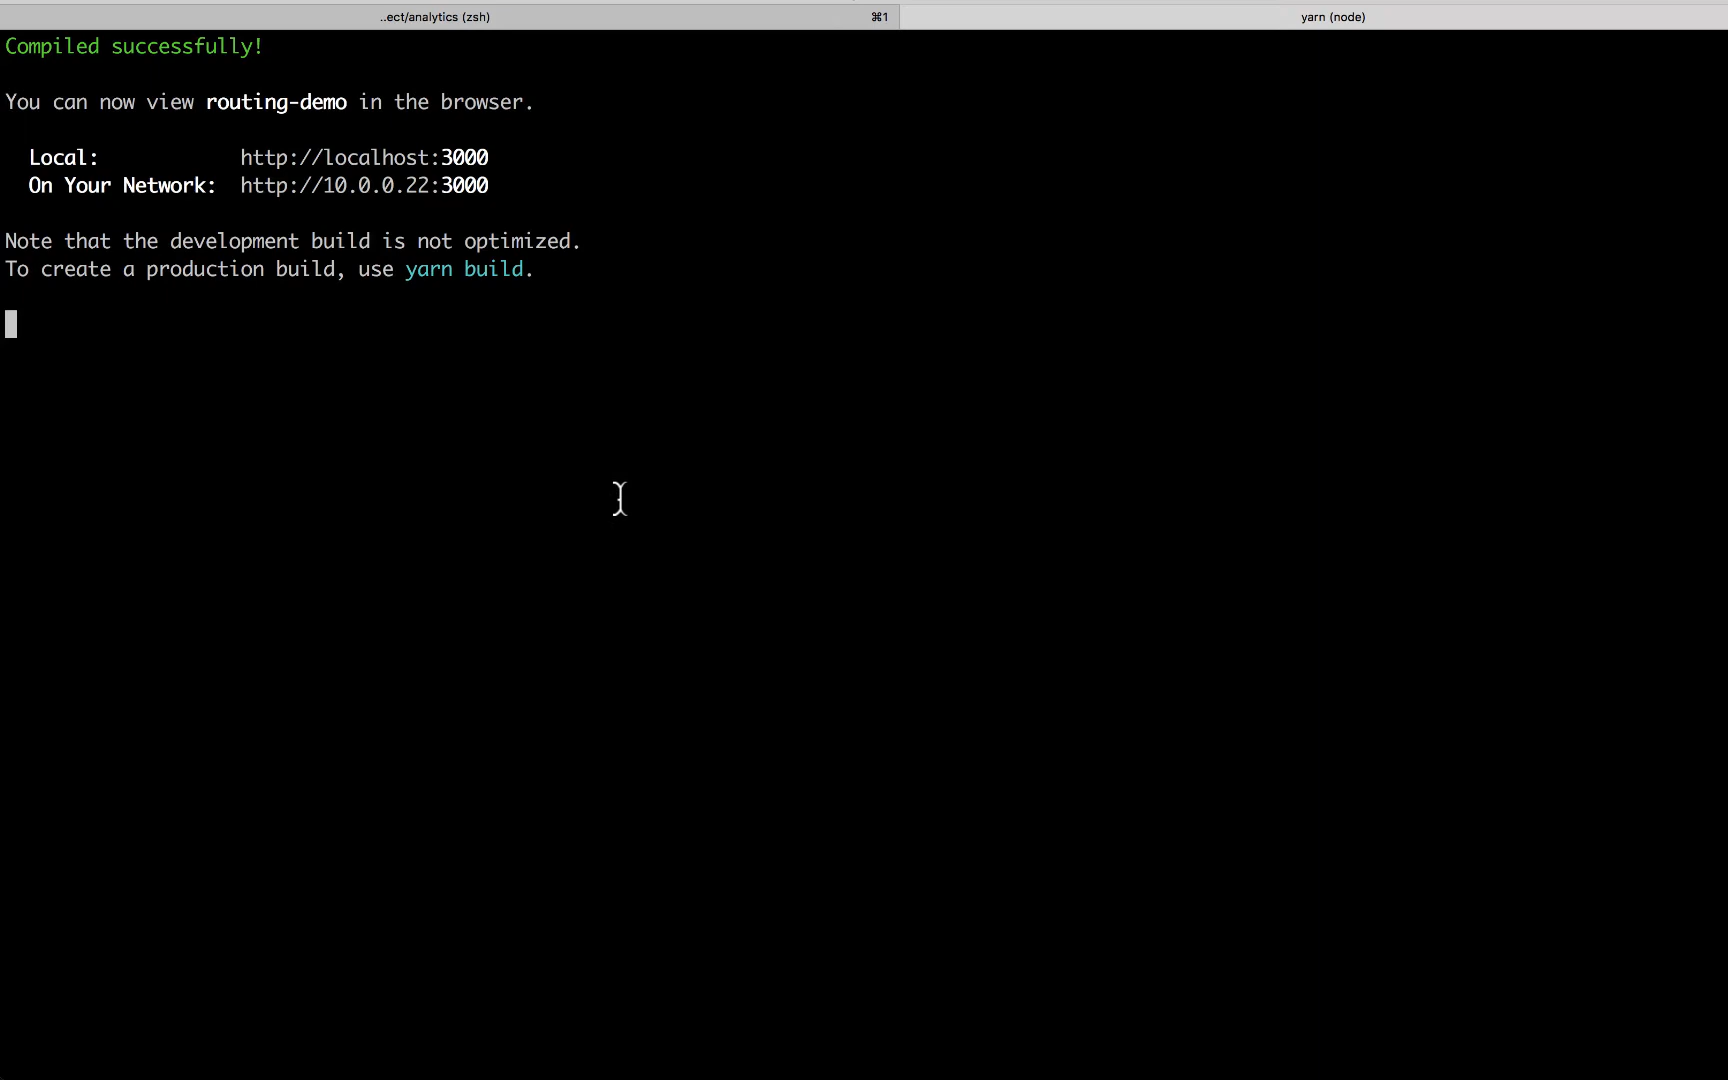 ..ect/analytics (zsh) ⌘1 yarn (node)
Compiled successfully!
You can now view routing-demo in the browser.
Local: http://localhost:3000
On Your Network: http://10.0.0.22:3000
Note that the development build is not optimized.
To create a production build, use yarn build.